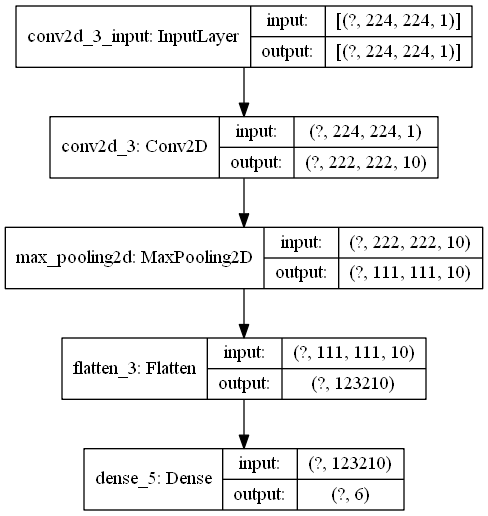 conv2d_3_input: InputLayer
input:
[(?, 224, 224, 1)]
output:
[(?, 224, 224, 1)]
conv2d_3: Conv2D
input:
(?, 224, 224, 1)
output:
(?, 222, 222, 10)
max_pooling2d: MaxPooling2D
input:
(?, 222, 222, 10)
output:
(?, 111, 111, 10)
flatten_3: Flatten
input:
(?, 111, 111, 10)
output:
(?, 123210)
dense_5: Dense
input:
(?, 123210)
output:
(?, 6)